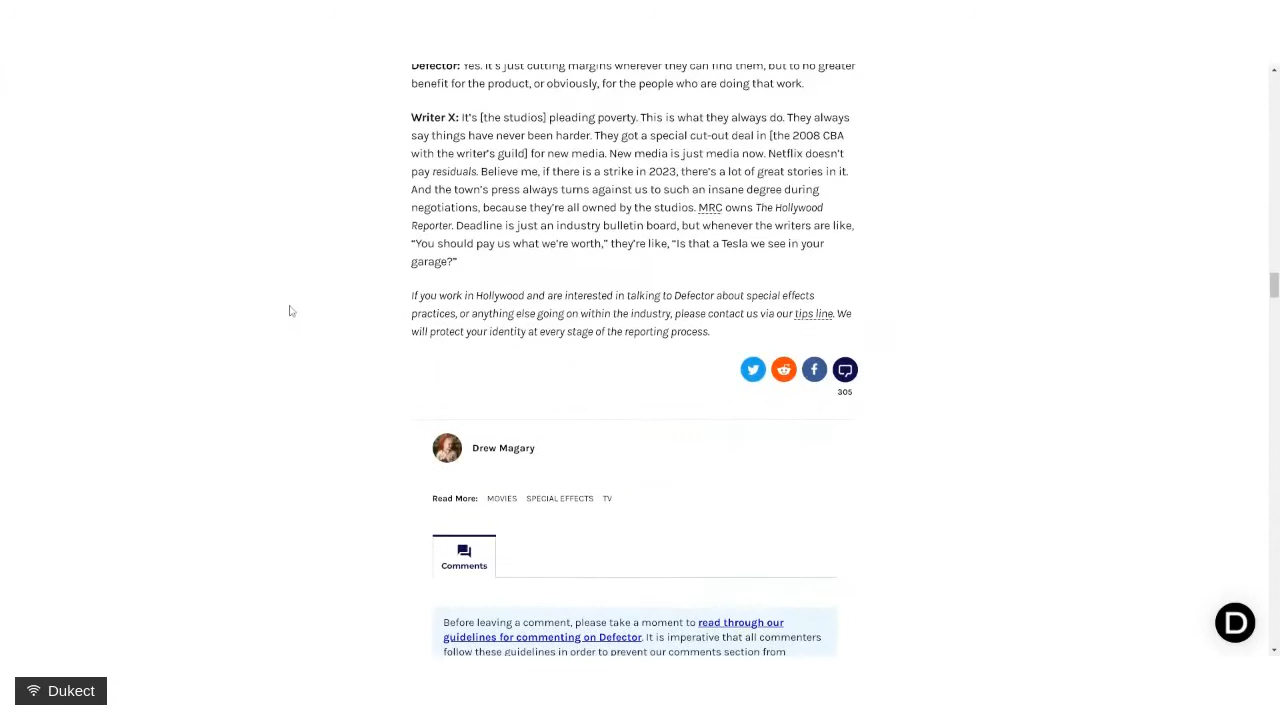 Defector: Yes. It's just cutting margins wherever they can find them, but to no greater
benefit for the product, or obviously, for the people who are doing that work.
Writer X: It's [the studios] pleading poverty. This is what they always do. They always
say things have never been harder. They got a special cut-out deal in [the 2008 CBA
with the writer's guild] for new media. New media is just media now. Netflix doesn't
pay residuals. Believe me, if there is a strike in 2023, there's a lot of great stories in it.
And the town's press always turns against us to such an insane degree during
negotiations, because they're all owned by the studios. MRC owns The Hollywood
Reporter. Deadline is just an industry bulletin board, but whenever the writers are like,
“You should pay us what we're worth,” they're like, “Is that a Tesla we see in your
garage?”
If you work in Hollywood and are interested in talking to Defector about special effects
practices, or anything else going on within the industry, please contact us via our tips line. We
will protect your identity at every stage of the reporting process.
305
Drew Magary
Read More: MOVIES SPECIAL EFFECTS TV
Comments
Before leaving a comment, please take a moment to read through our
guidelines for commenting on Defector. It is imperative that all commenters
follow these guidelines in order to prevent our comments section from
D
Dukect